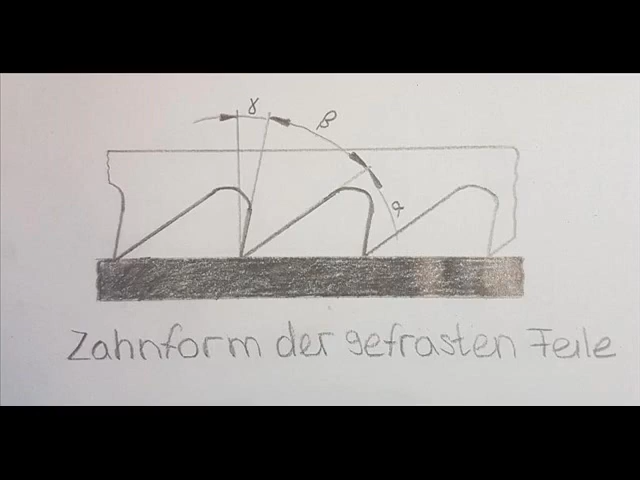 γ
β
α
Zahnform der gefrasten Feile